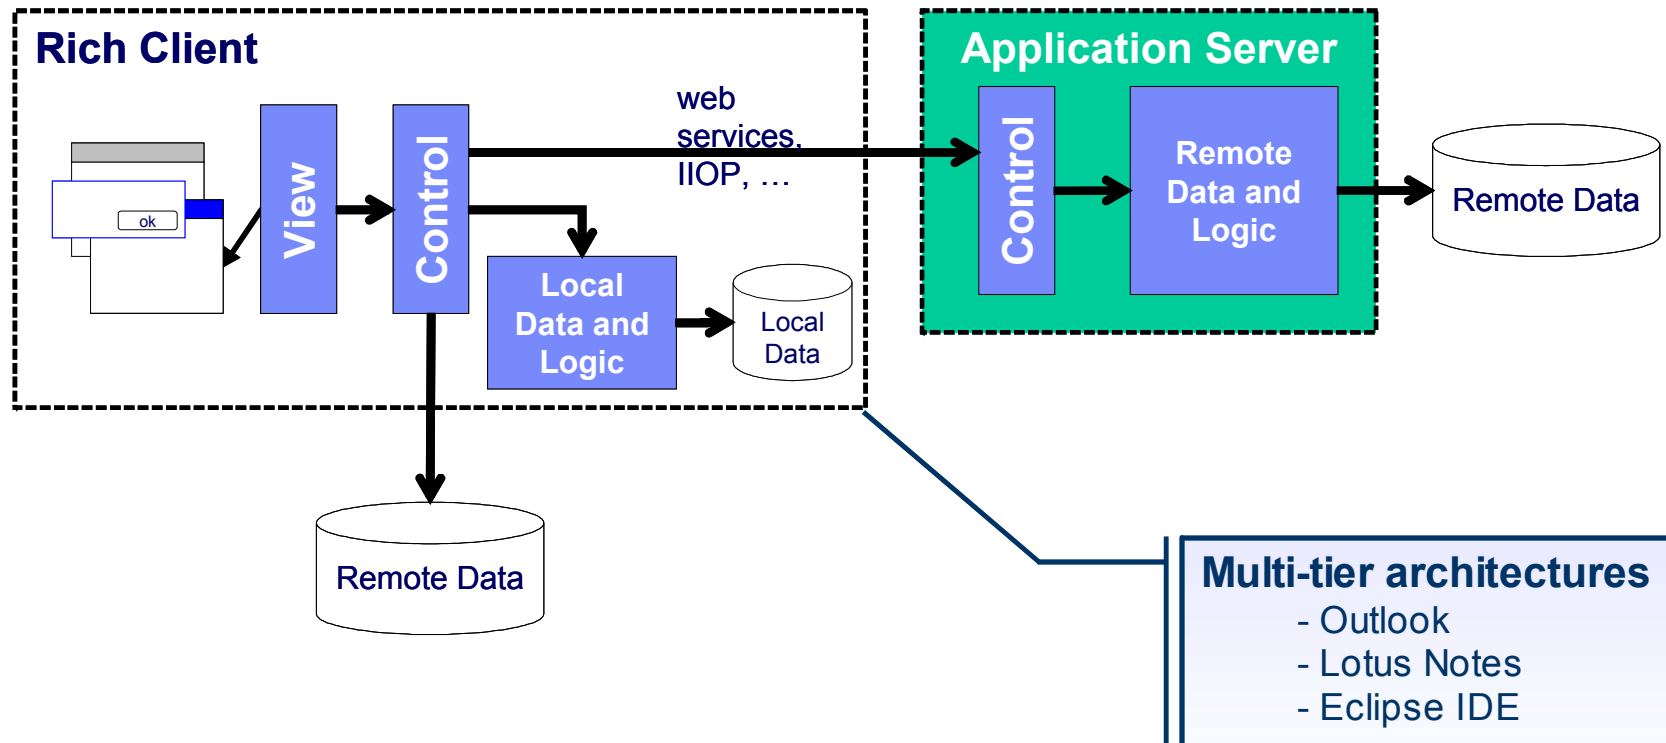 Rich Client
ok
View
Control
web
services,
IIOP, …
Local
Data and
Logic
Local
Data
Remote Data
Application Server
Control
Remote
Data and
Logic
Remote Data
Multi-tier architectures
- Outlook
- Lotus Notes
- Eclipse IDE